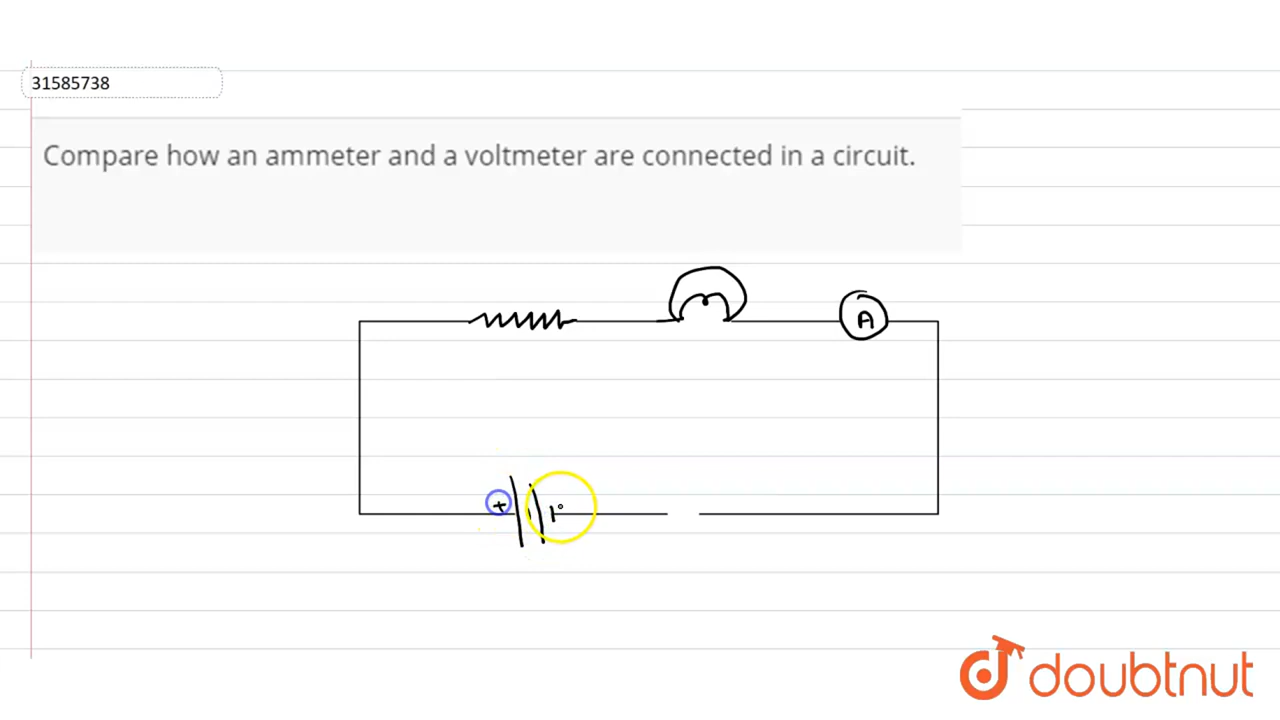 31585738
Compare how an ammeter and a voltmeter are connected in a circuit.
A
+
doubtnut